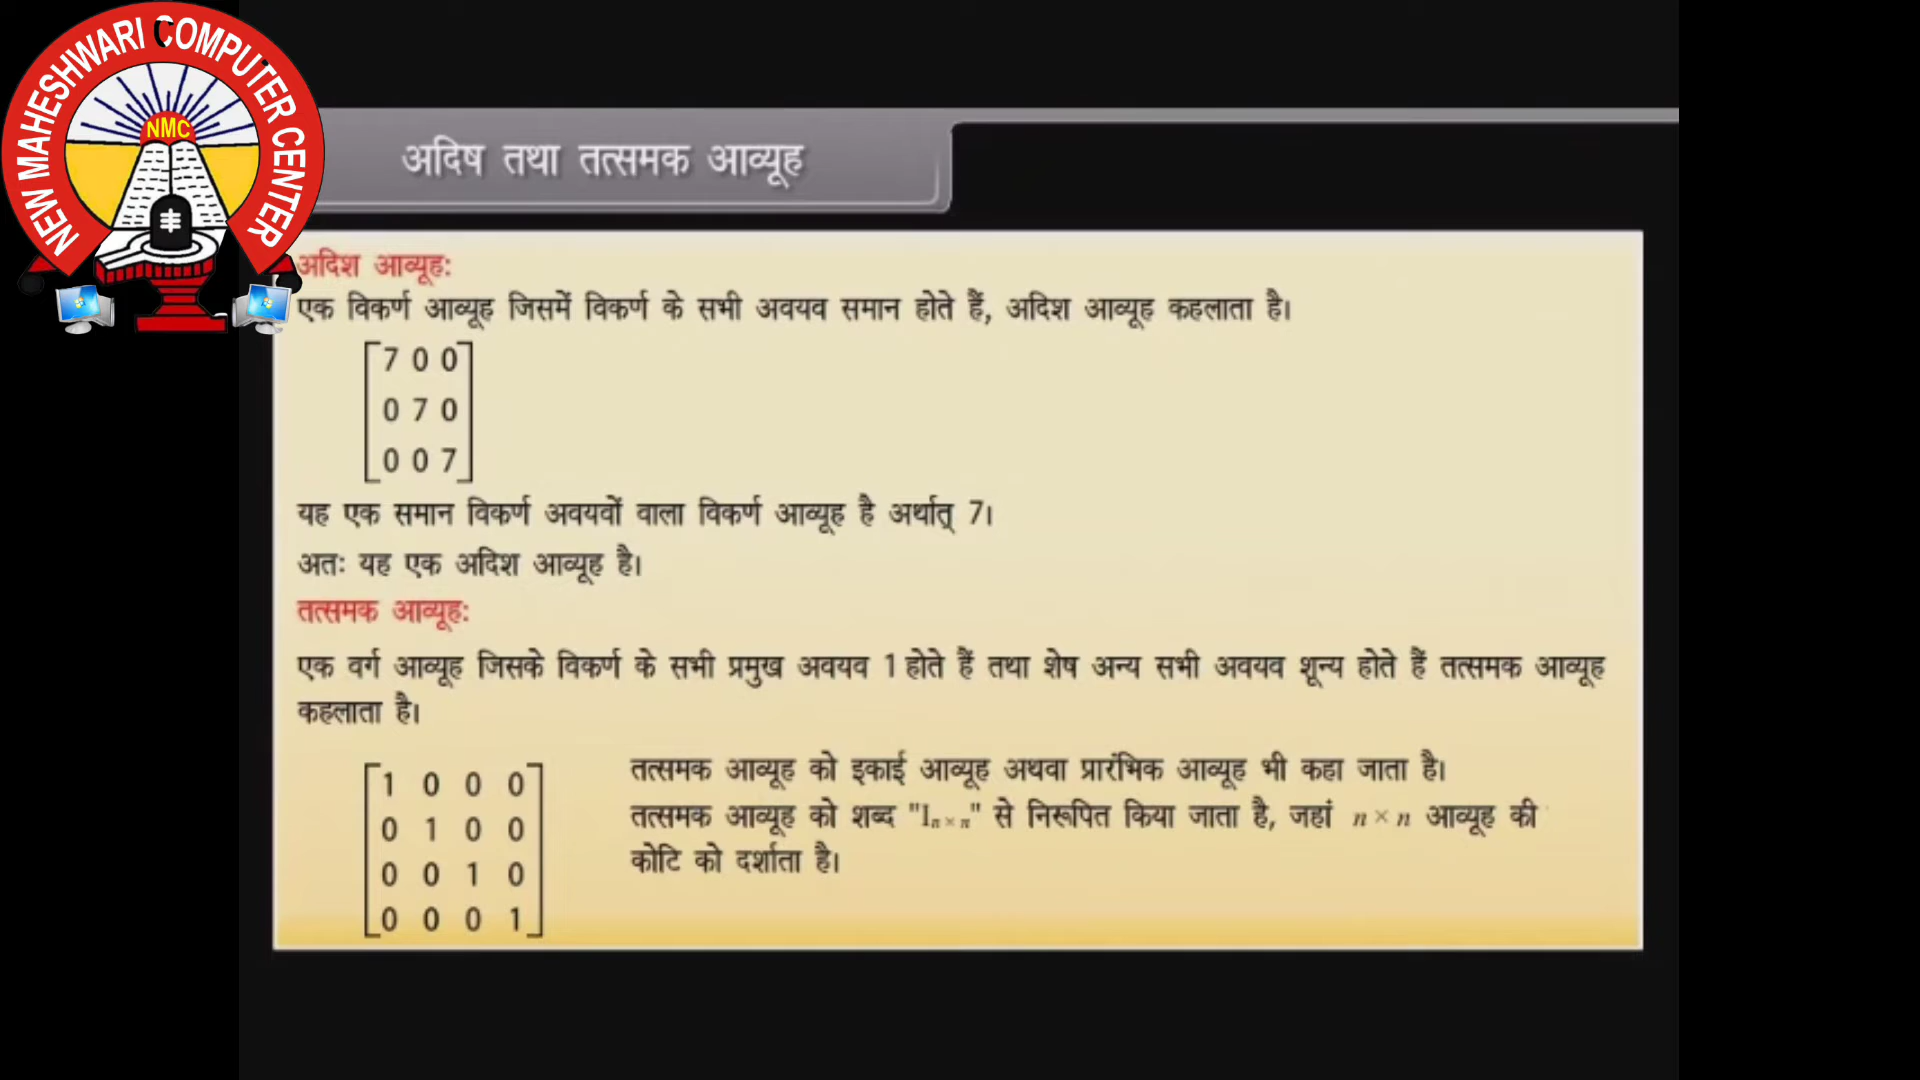 NEW MAHESHWARI COMPUTER CENTER
NMC
अदिष तथा तत्समक आव्यूह
अदिश आव्यूह:
एक विकर्ण आव्यूह जिसमें विकर्ण के सभी अवयव समान होते हैं, अदिश आव्यूह कहलाता है।
7 0 0
0 7 0
0 0 7
यह एक समान विकर्ण अवयवों वाला विकर्ण आव्यूह है अर्थात् 7।
अतः यह एक अदिश आव्यूह है।
तत्समक आव्यूह:
एक वर्ग आव्यूह जिसके विकर्ण के सभी प्रमुख अवयव 1 होते हैं तथा शेष अन्य सभी अवयव शून्य होते हैं तत्समक आव्यूह
कहलाता है।
1 0 0 0
0 1 0 0
0 0 1 0
0 0 0 1
तत्समक आव्यूह को इकाई आव्यूह अथवा प्रारंभिक आव्यूह भी कहा जाता है।
तत्समक आव्यूह को शब्द "Iₙ×ₙ" से निरूपित किया जाता है, जहां n × n आव्यूह की
कोटि को दर्शाता है।